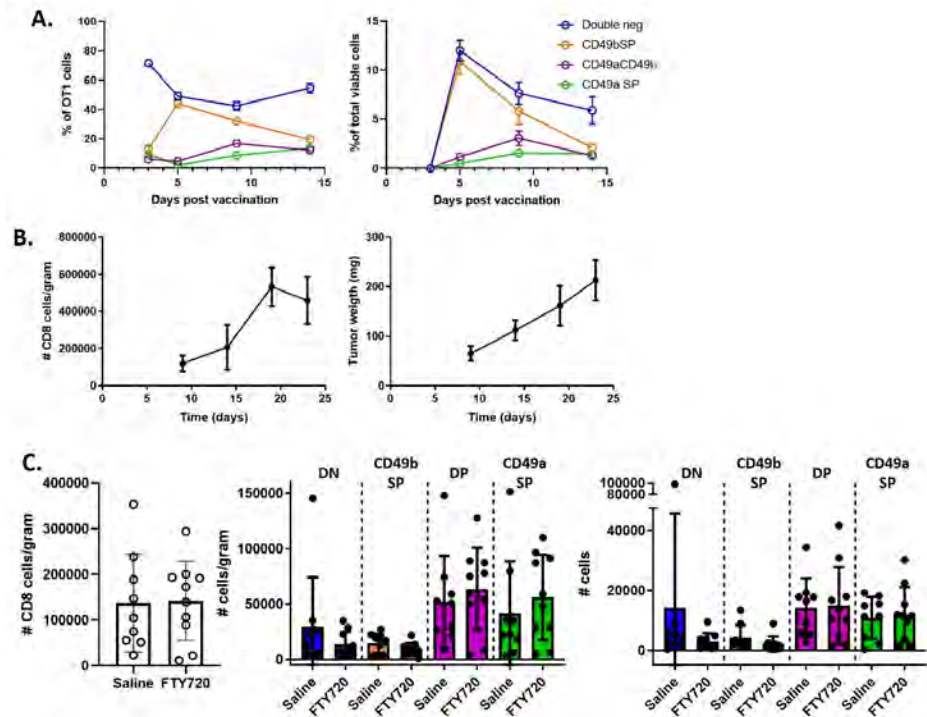 A.
100
80
60
40
20
0
0
5
10
15
% of OT1 cells
Days post vaccination
15
10
5
0
0
5
10
15
%of total viable cells
Days post vaccination
Double neg
CD49bSP
CD49aCD49b
CD49a SP
B.
800000
600000
400000
200000
0
0
5
10
15
20
25
# CD8 cells/gram
Time (days)
300
200
100
0
0
5
10
15
20
25
Tumor weigth (mg)
Time (days)
C.
400000
300000
200000
100000
0
# CD8 cells/gram
Saline
FTY720
DN
CD49b
SP
DP
CD49a
SP
150000
100000
50000
0
# cells/gram
Saline
FTY720
Saline
FTY720
Saline
FTY720
Saline
FTY720
DN
CD49b
SP
DP
CD49a
SP
100000
80000
40000
20000
0
# cells
Saline
FTY720
Saline
FTY720
Saline
FTY720
Saline
FTY720